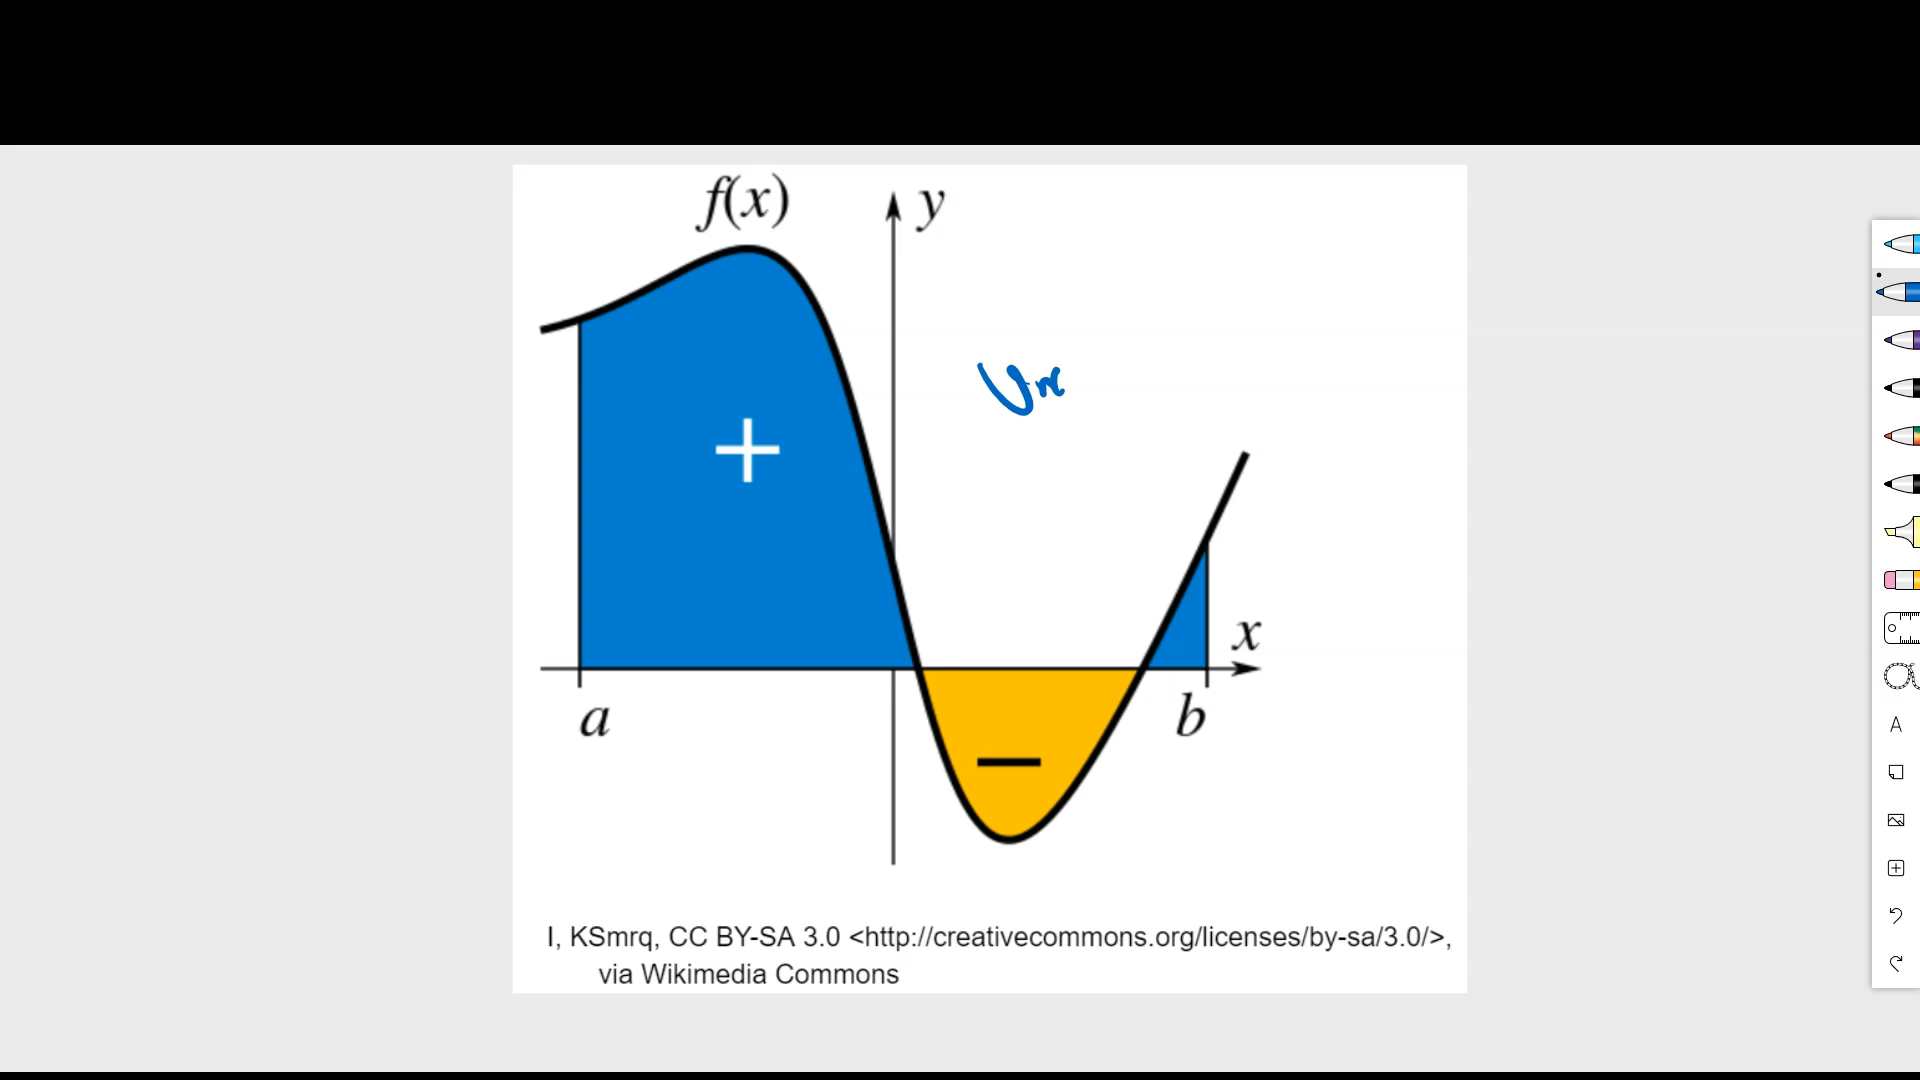 f(x)
y
+
x
a
b
−
I, KSmrq, CC BY-SA 3.0 <http://creativecommons.org/licenses/by-sa/3.0/>,
via Wikimedia Commons
A